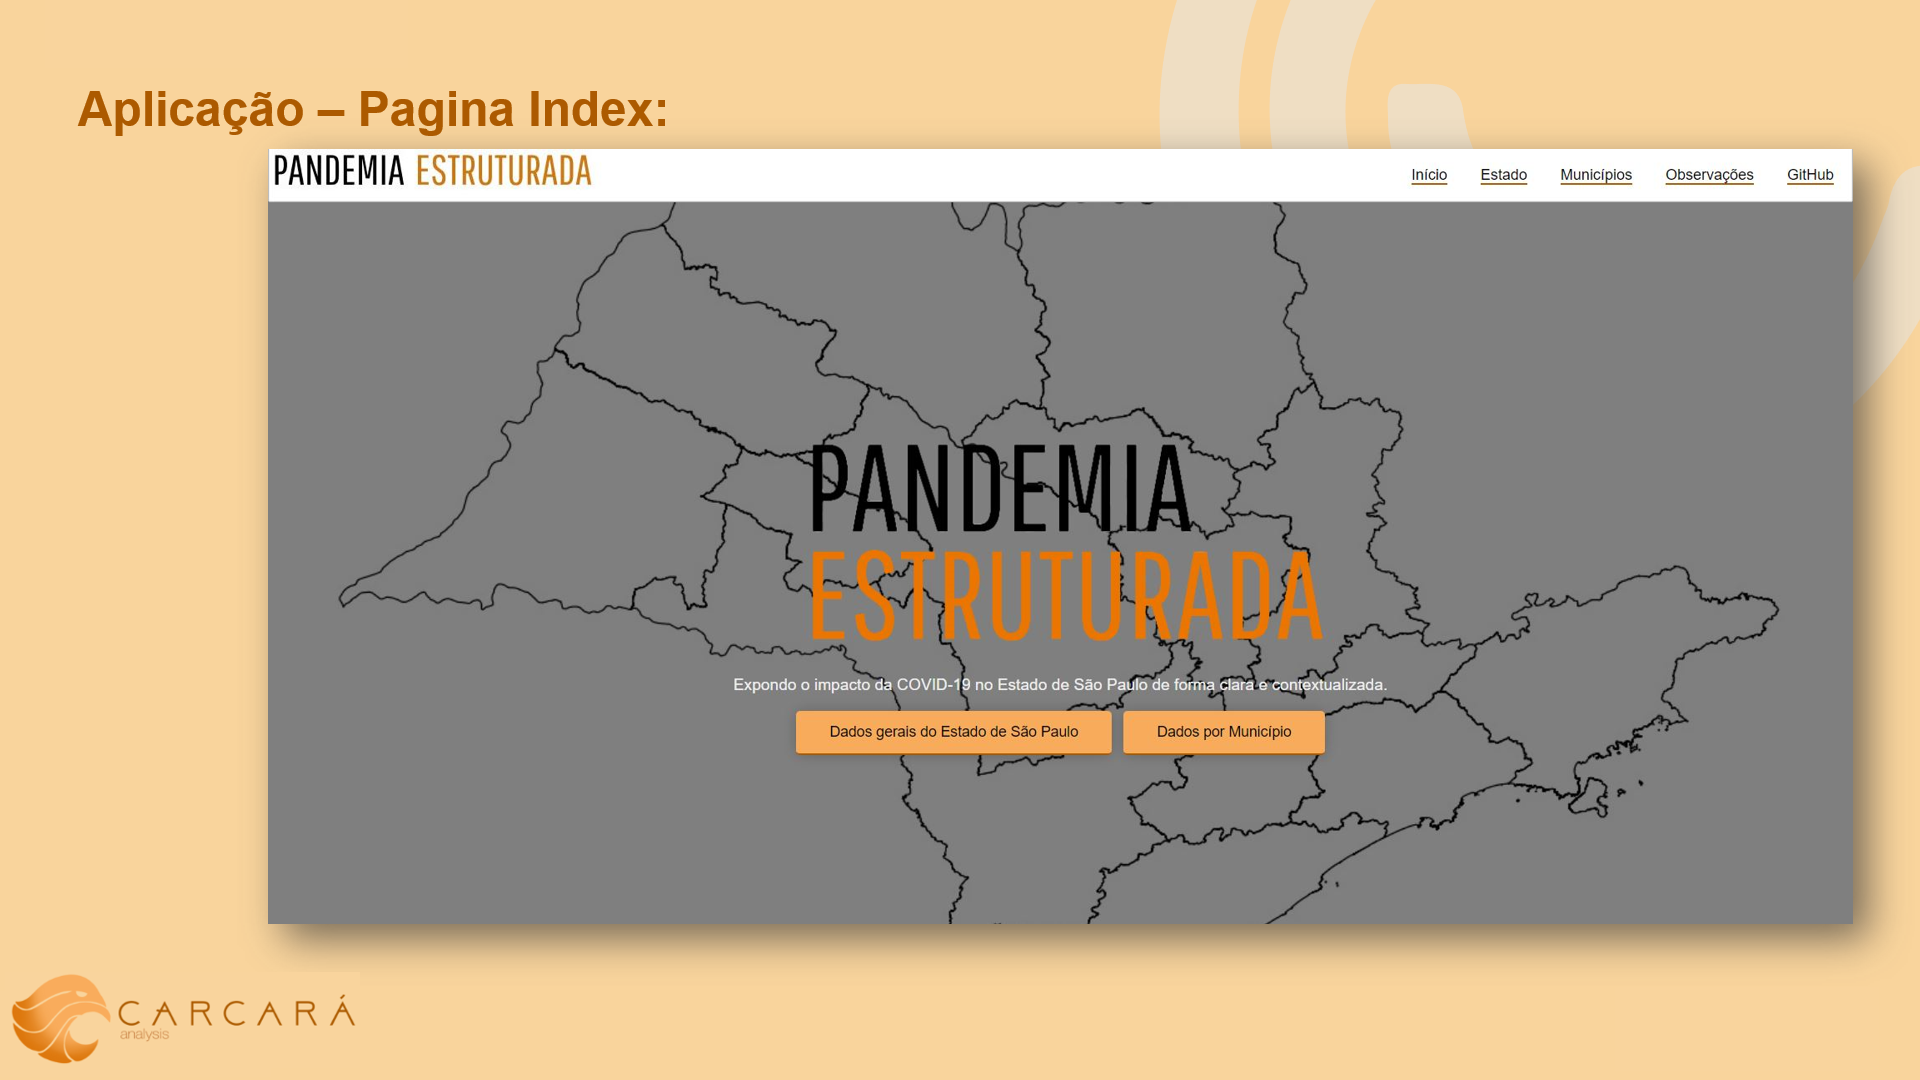 Aplicação – Pagina Index:
PANDEMIA ESTRUTURADA
Início Estado Municípios Observações GitHub
PANDEMIA
ESTRUTURADA
Expondo o impacto da COVID-19 no Estado de São Paulo de forma clara e contextualizada.
Dados gerais do Estado de São Paulo Dados por Município
CARCARÁ
analysis